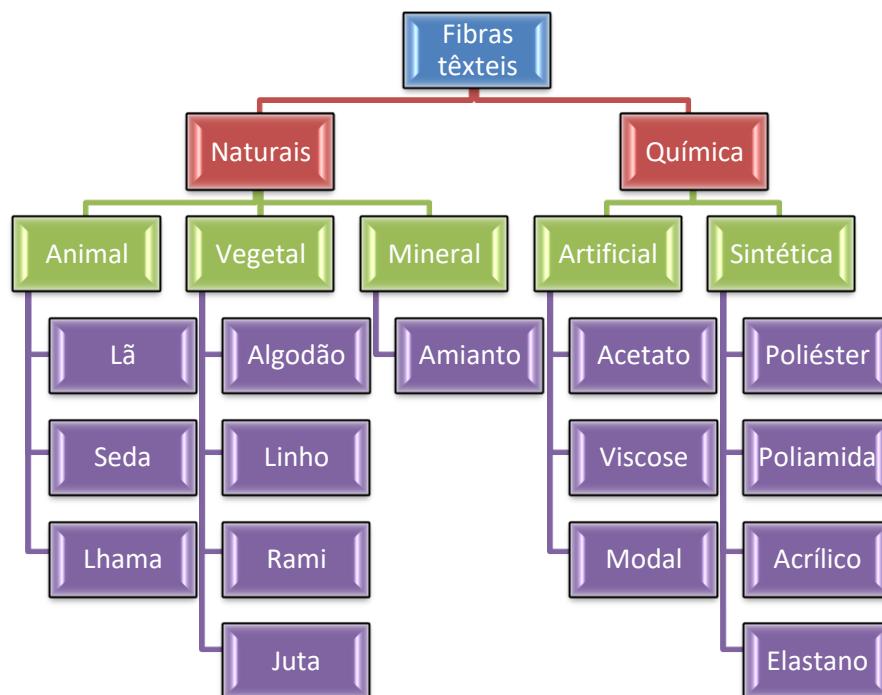 Fibras
têxteis
Naturais
Química
Animal
Vegetal
Mineral
Artificial
Sintética
Lã
Algodão
Amianto
Acetato
Poliéster
Seda
Linho
Viscose
Poliamida
Lhama
Rami
Modal
Acrílico
Juta
Elastano